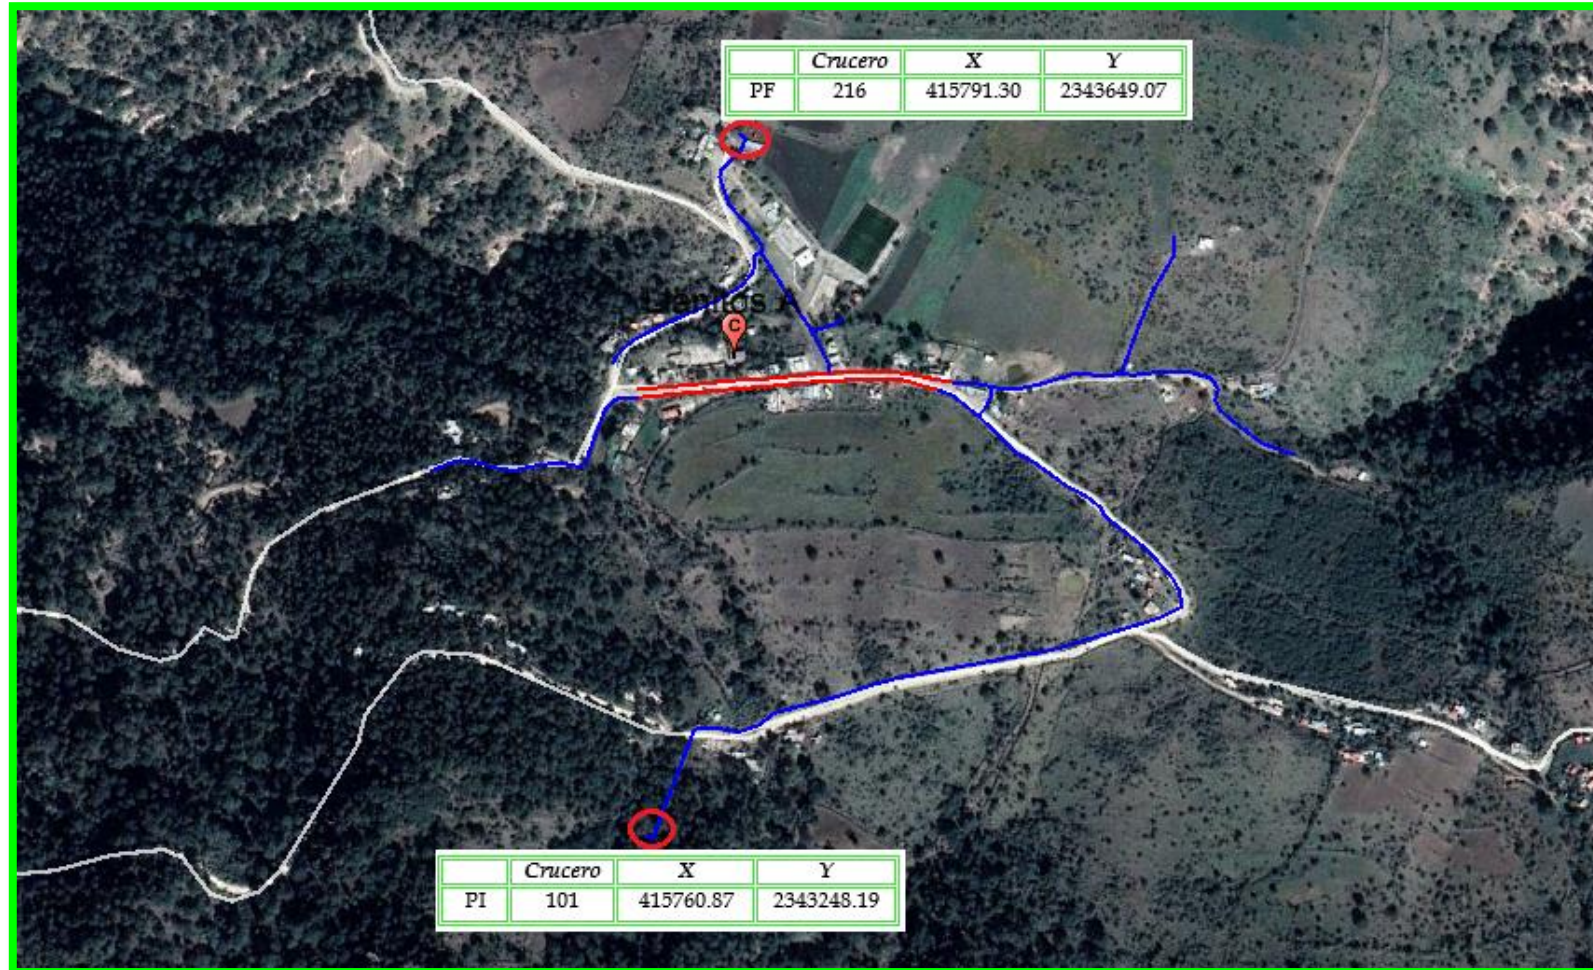 Crucero X Y
PF 216 415791.30 2343649.07
C
Crucero X Y
PI 101 415760.87 2343248.19